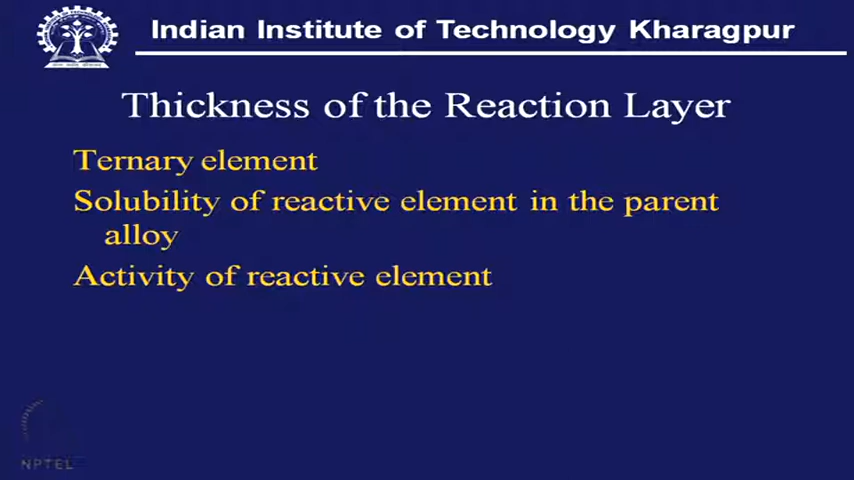 Indian Institute of Technology Kharagpur
Thickness of the Reaction Layer
Ternary element
Solubility of reactive element in the parent
alloy
Activity of reactive element
NPTEL